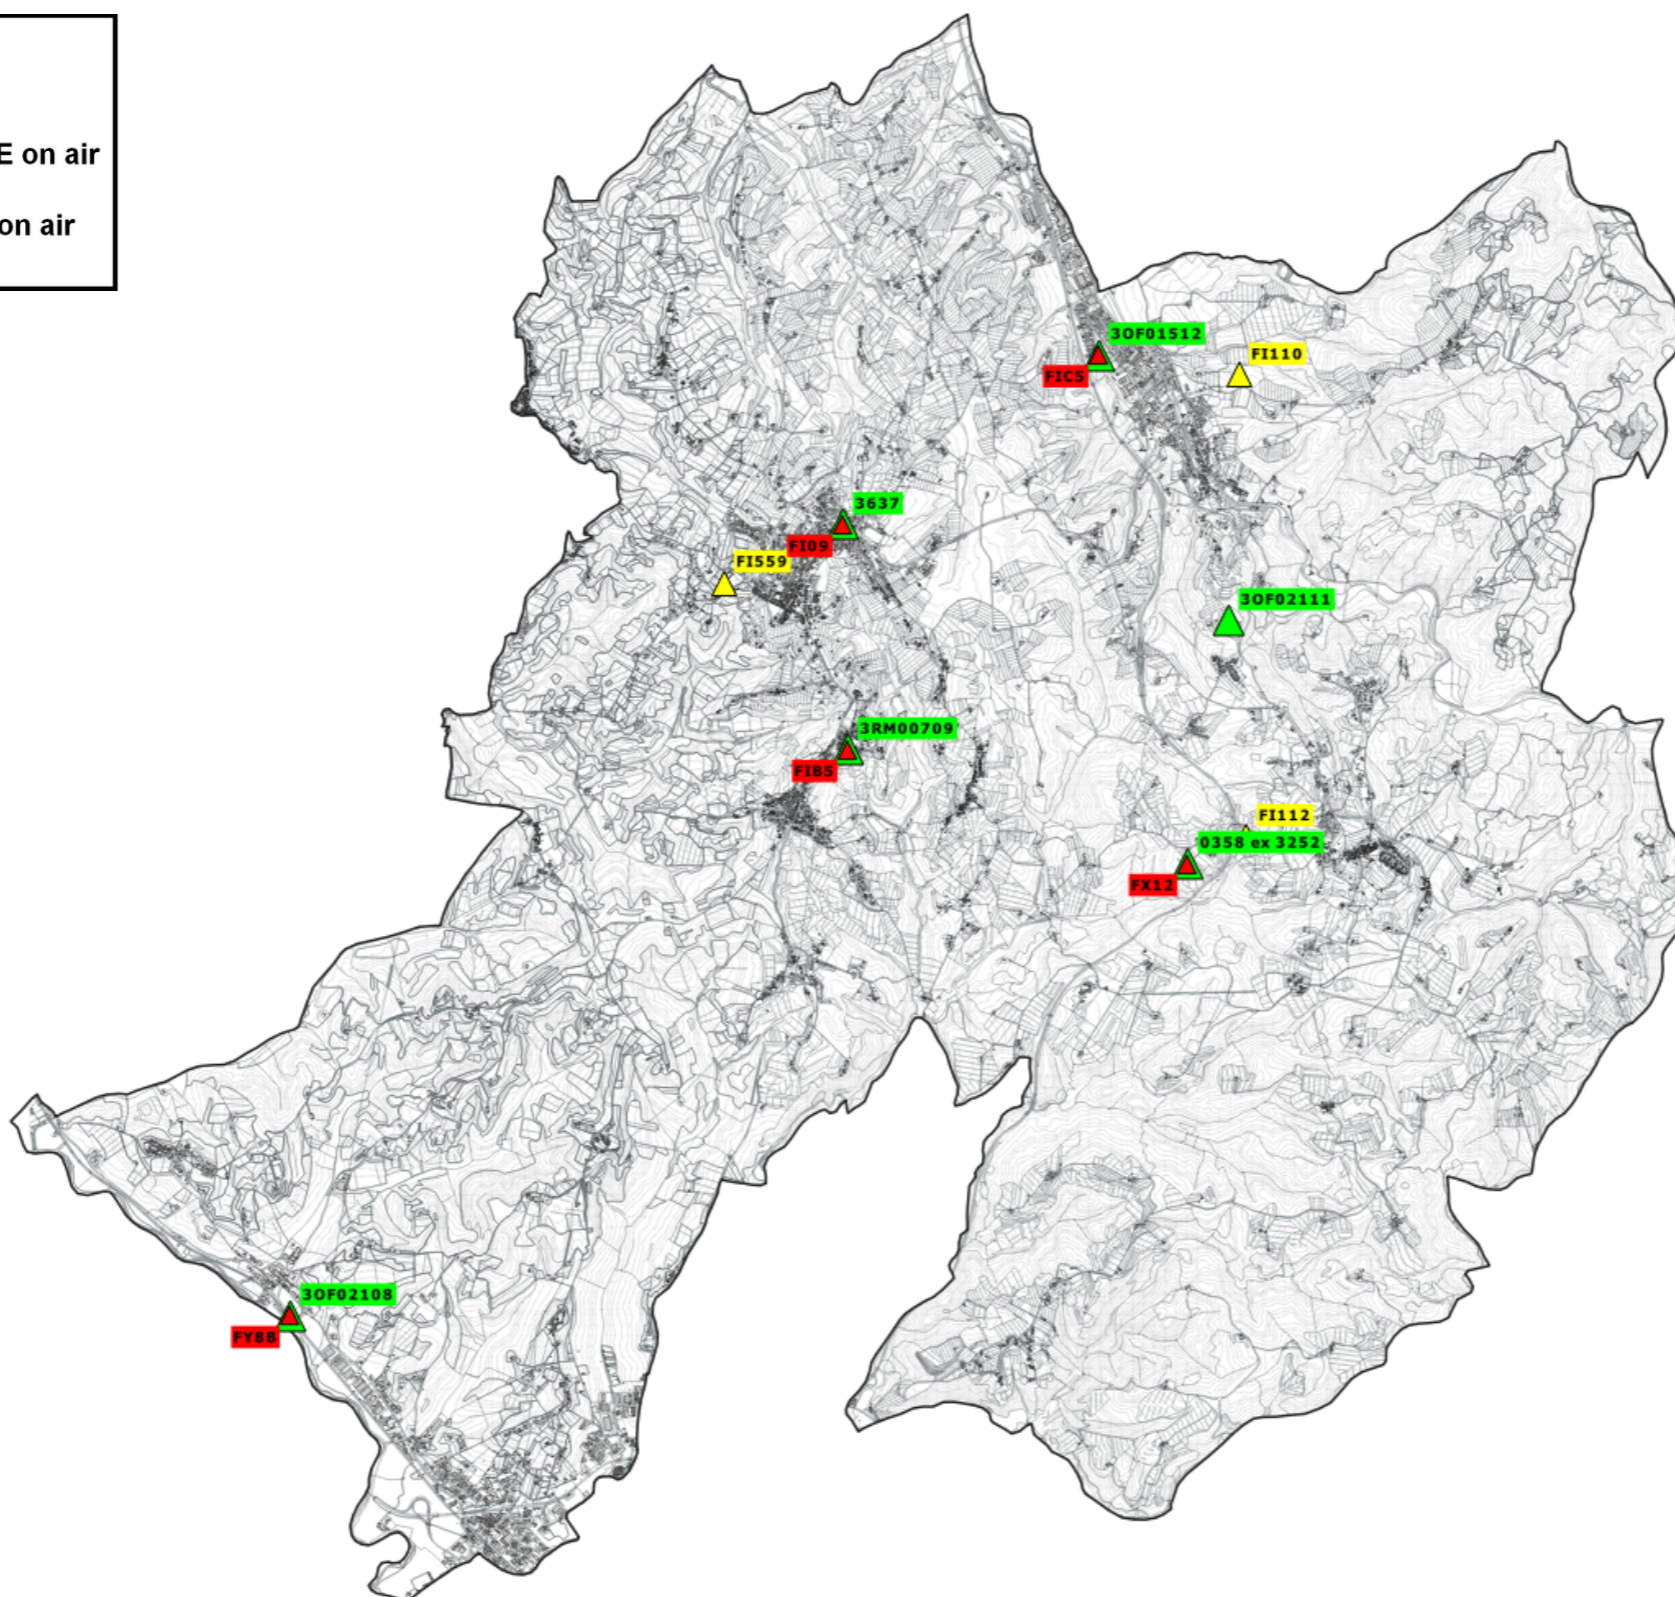 E on air
on air
3OF01512
FI110
FIC5
3637
FI09
FI559
3OF02111
3RM00709
FIB5
FI112
0358 ex 3252
FX12
3OF02108
FY8B